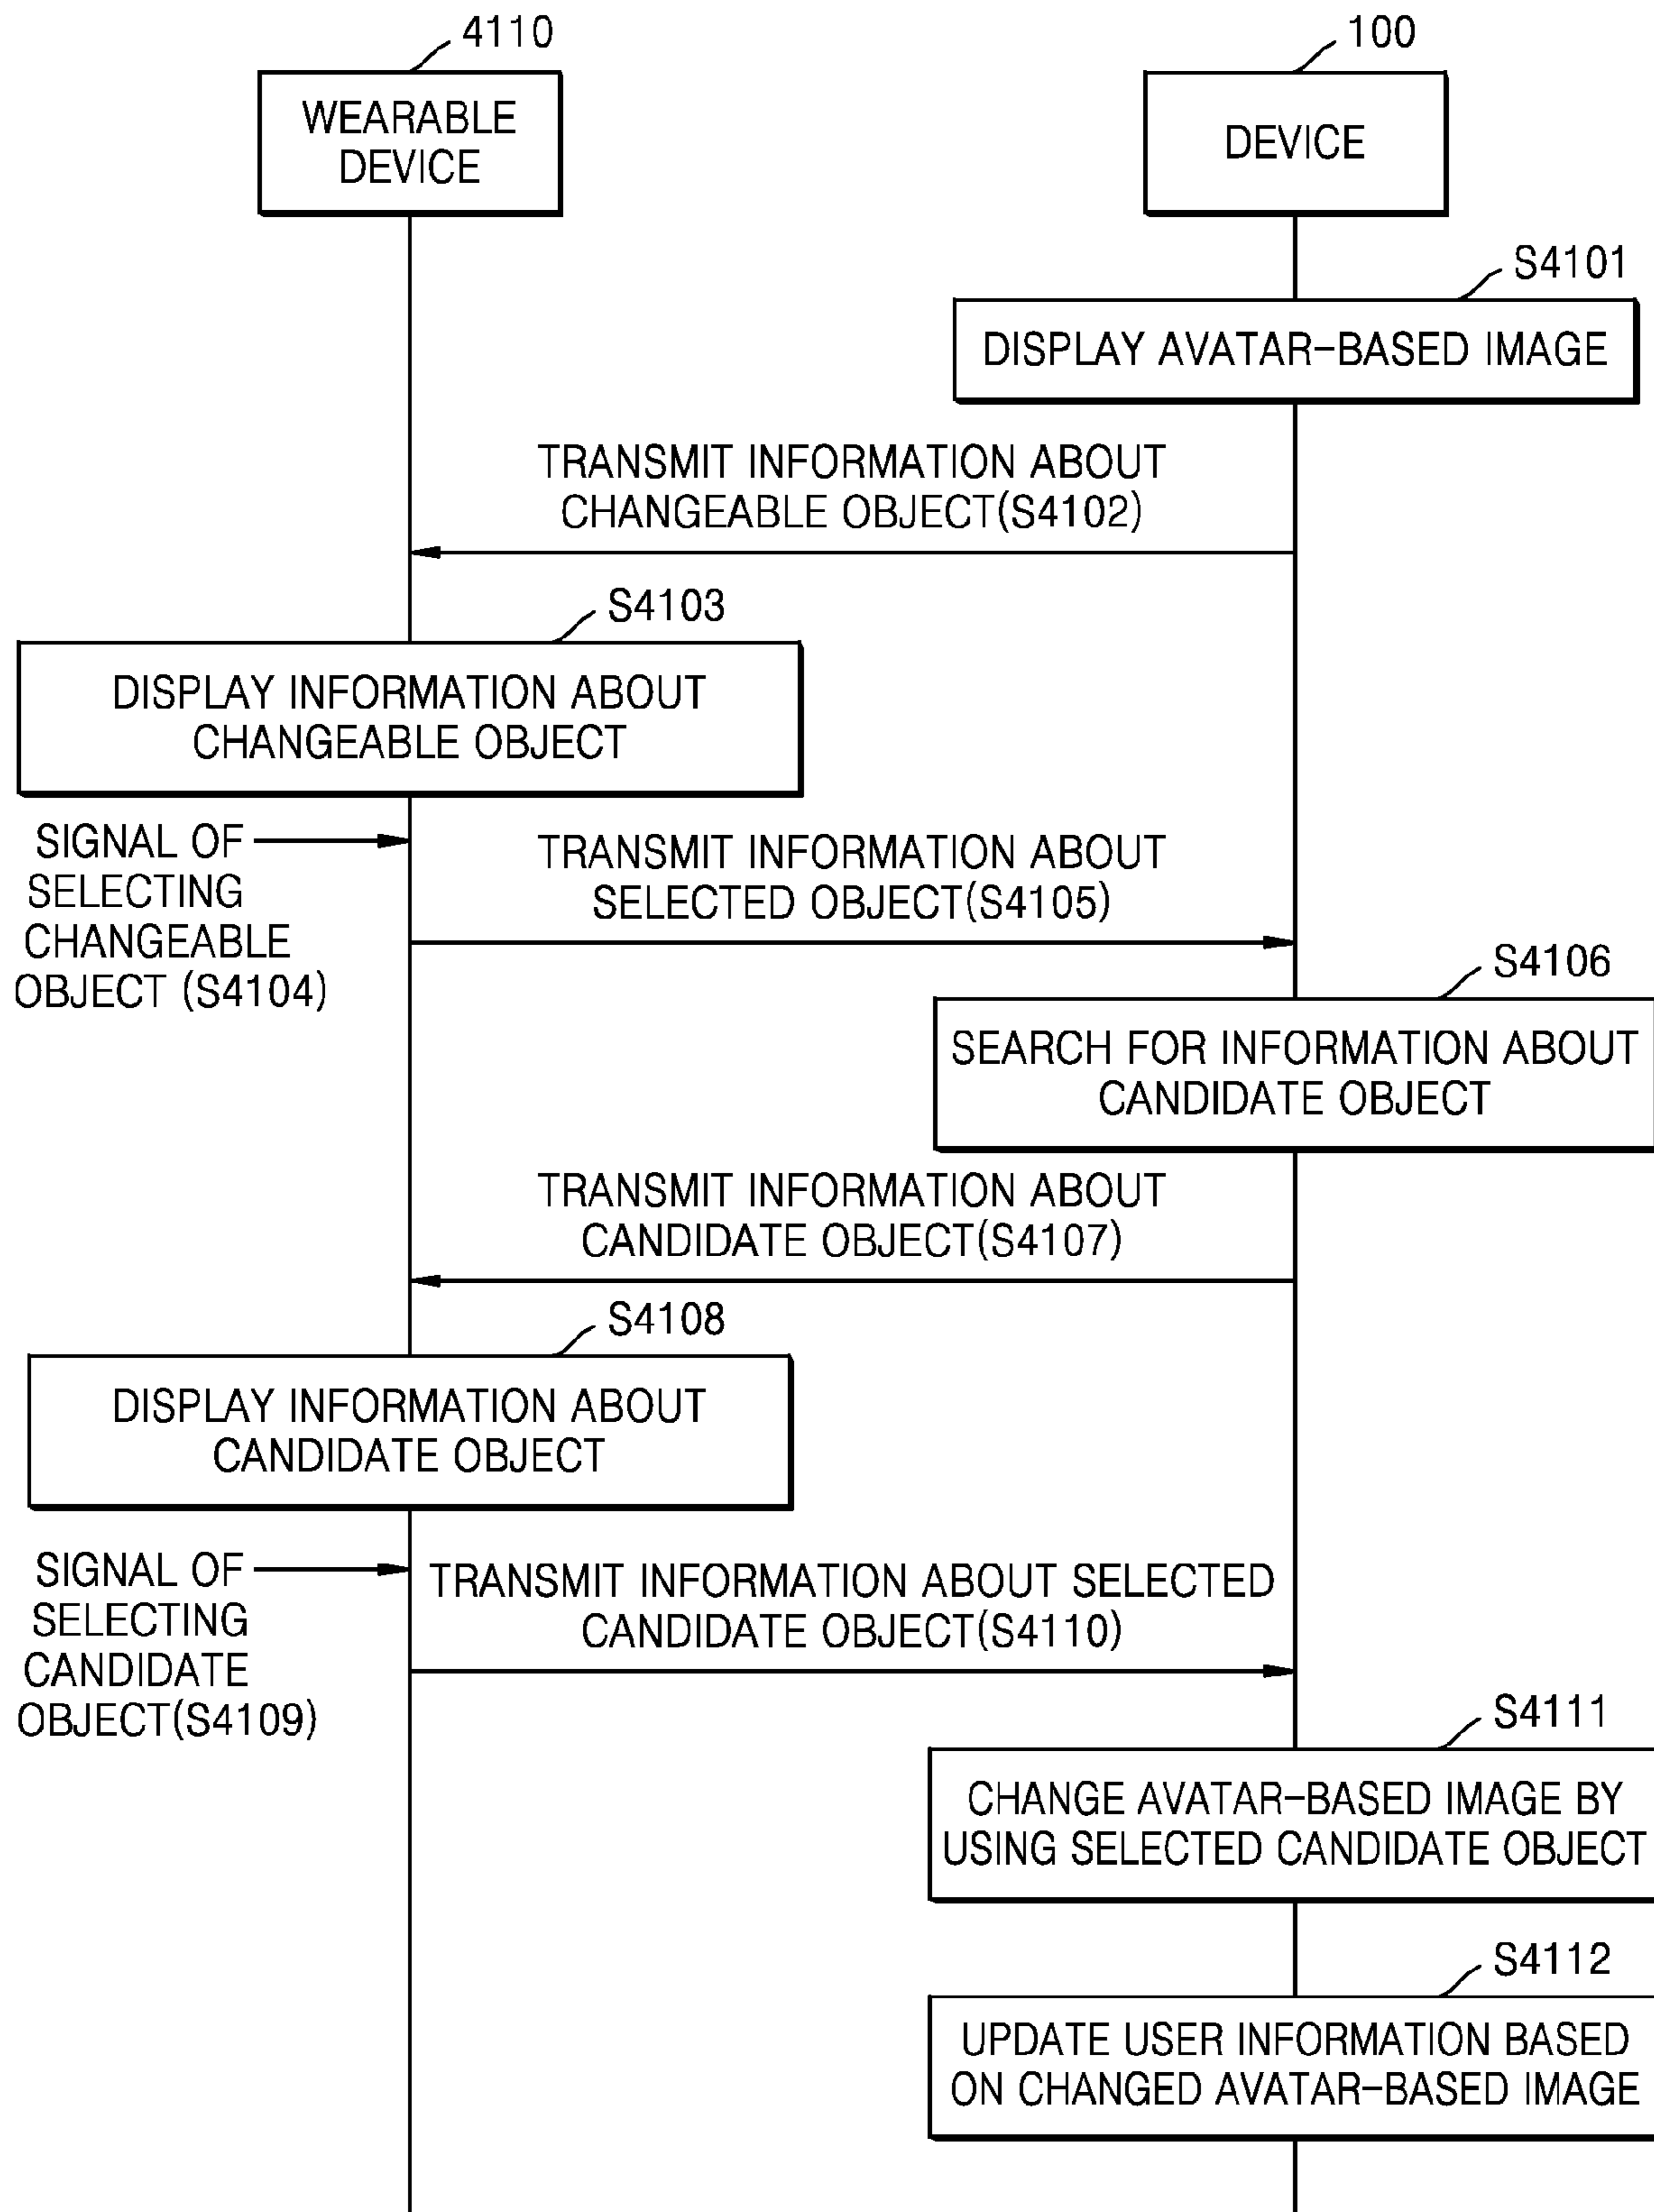 4110
100
WEARABLE
DEVICE
DEVICE
S4101
DISPLAY AVATAR-BASED IMAGE
TRANSMIT INFORMATION ABOUT
CHANGEABLE OBJECT(S4102)
S4103
DISPLAY INFORMATION ABOUT
CHANGEABLE OBJECT
SIGNAL OF
SELECTING
CHANGEABLE
OBJECT (S4104)
TRANSMIT INFORMATION ABOUT
SELECTED OBJECT(S4105)
S4106
SEARCH FOR INFORMATION ABOUT
CANDIDATE OBJECT
TRANSMIT INFORMATION ABOUT
CANDIDATE OBJECT(S4107)
S4108
DISPLAY INFORMATION ABOUT
CANDIDATE OBJECT
SIGNAL OF
SELECTING
CANDIDATE
OBJECT(S4109)
TRANSMIT INFORMATION ABOUT SELECTED
CANDIDATE OBJECT(S4110)
S4111
CHANGE AVATAR-BASED IMAGE BY
USING SELECTED CANDIDATE OBJECT
S4112
UPDATE USER INFORMATION BASED
ON CHANGED AVATAR-BASED IMAGE